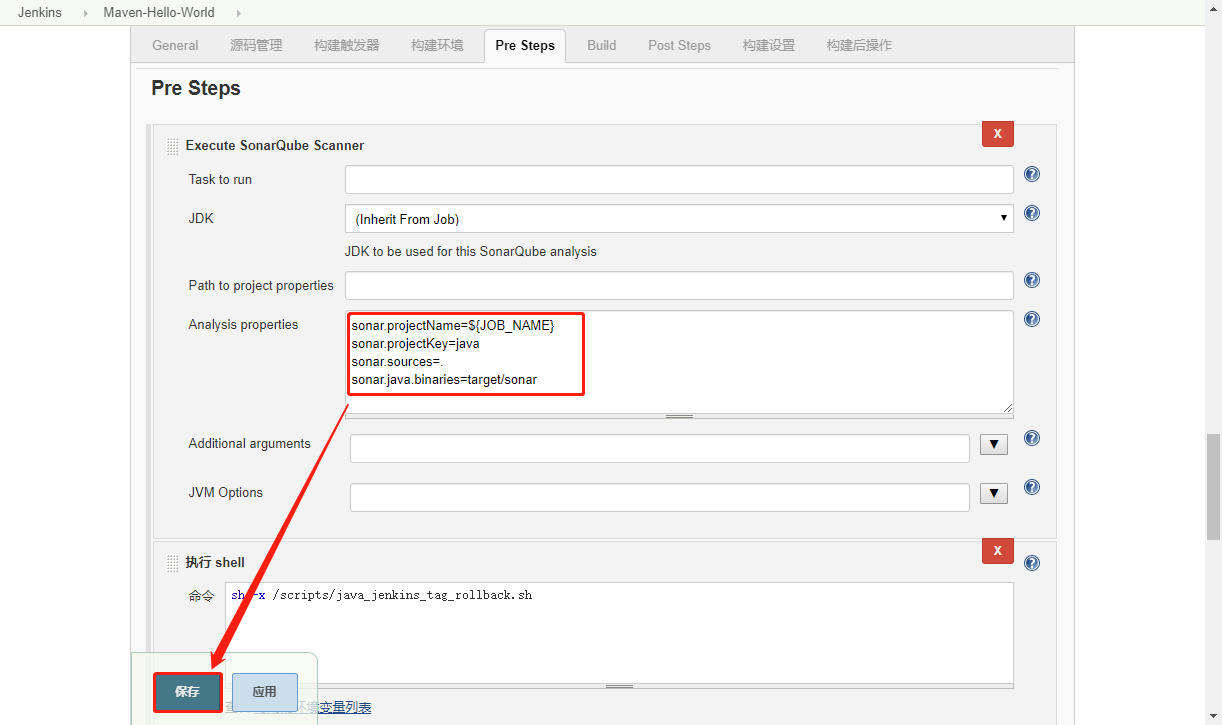 Jenkins Maven-Hello-World
General 源码管理 构建触发器 构建环境 Pre Steps Build Post Steps 构建设置 构建后操作
Pre Steps
X
Execute SonarQube Scanner
Task to run
JDK (Inherit From Job)
JDK to be used for this SonarQube analysis
Path to project properties
Analysis properties
sonar.projectName=${JOB_NAME}
sonar.projectKey=java
sonar.sources=.
sonar.java.binaries=target/sonar
Additional arguments
JVM Options
X
执行 shell
命令 sh -x /scripts/java_jenkins_tag_rollback.sh
保存 应用
变量列表